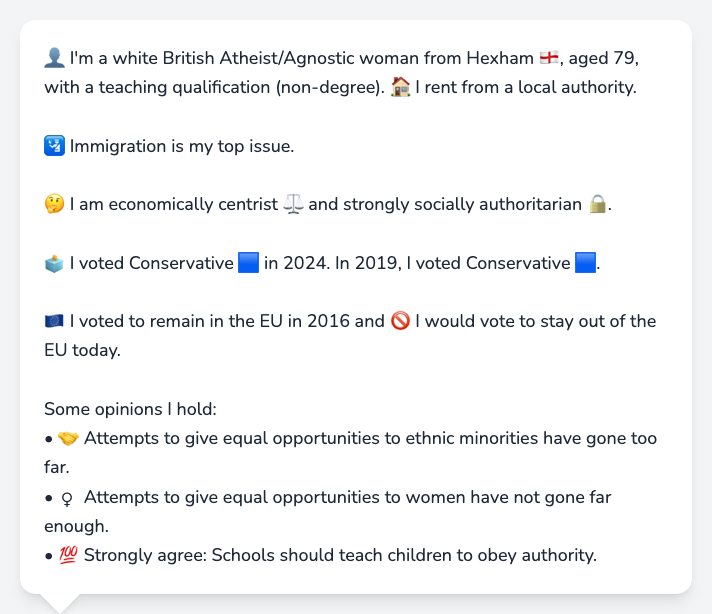 👤 I'm a white British Atheist/Agnostic woman from Hexham 🏴󠁧󠁢󠁥󠁮󠁧󠁿, aged 79,
with a teaching qualification (non-degree). 🏠 I rent from a local authority.
🛂 Immigration is my top issue.
🤔 I am economically centrist ⚖️ and strongly socially authoritarian 🔒.
🗳️ I voted Conservative 🟦 in 2024. In 2019, I voted Conservative 🟦.
🇪🇺 I voted to remain in the EU in 2016 and 🚫 I would vote to stay out of the
EU today.
Some opinions I hold:
• 🤝 Attempts to give equal opportunities to ethnic minorities have gone too
far.
• ♀ Attempts to give equal opportunities to women have not gone far
enough.
• 💯 Strongly agree: Schools should teach children to obey authority.